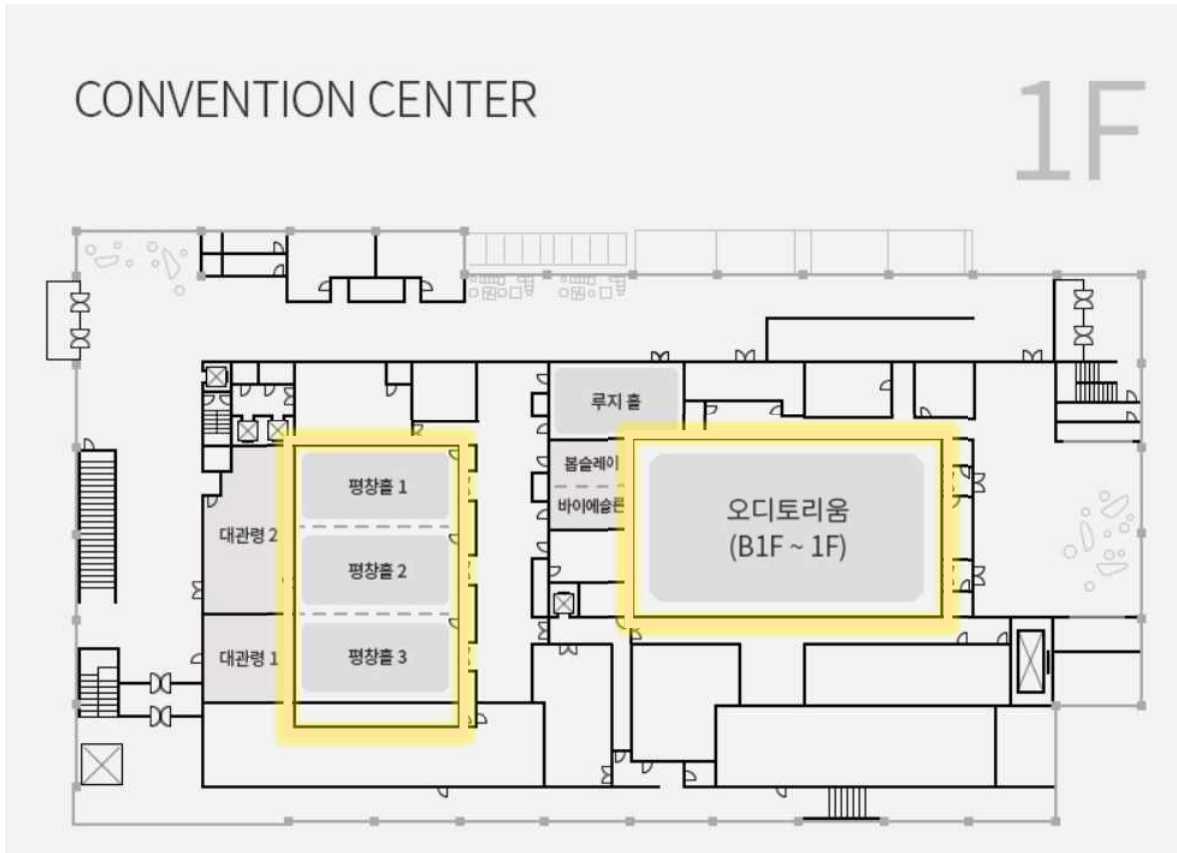 CONVENTION CENTER
1F
루지 홀
봅슬레이
바이에슬론
평창홀 1
대관령 2
평창홀 2
오디토리움
(B1F ~ 1F)
대관령 1
평창홀 3